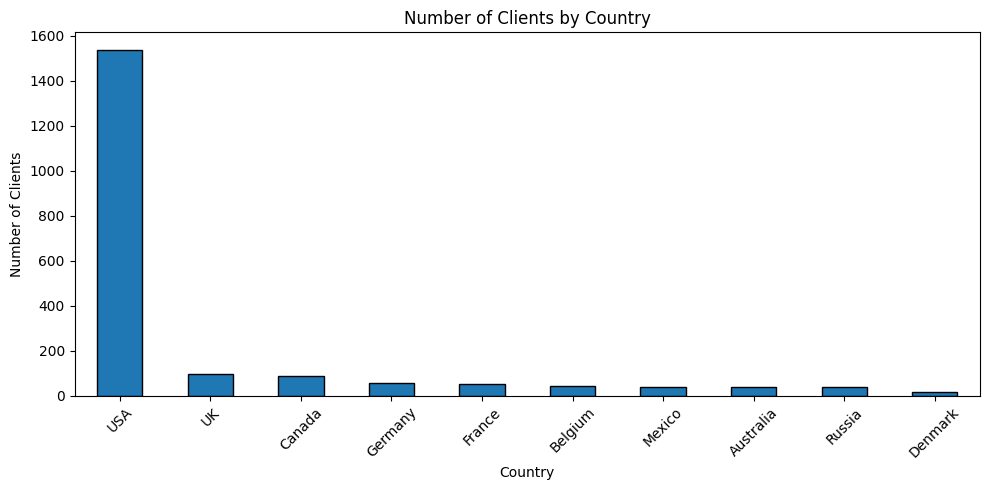 Number of Clients by Country
Number of Clients
1600
1400
1200
1000
800
600
400
200
0
USA
UK
Canada
Germany
France
Belgium
Mexico
Australia
Russia
Denmark
Country